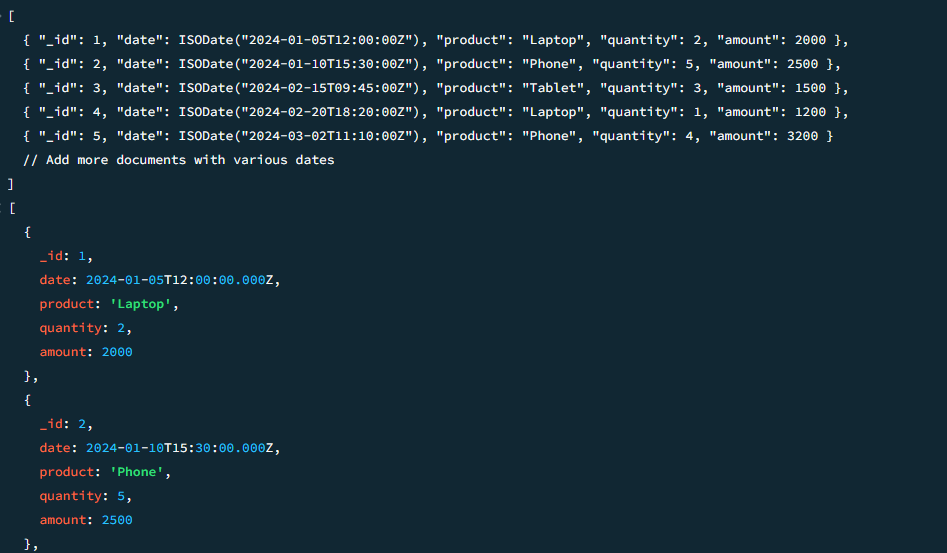 [
{ "_id": 1, "date": ISODate("2024-01-05T12:00:00Z"), "product": "Laptop", "quantity": 2, "amount": 2000 },
{ "_id": 2, "date": ISODate("2024-01-10T15:30:00Z"), "product": "Phone", "quantity": 5, "amount": 2500 },
{ "_id": 3, "date": ISODate("2024-02-15T09:45:00Z"), "product": "Tablet", "quantity": 3, "amount": 1500 },
{ "_id": 4, "date": ISODate("2024-02-20T18:20:00Z"), "product": "Laptop", "quantity": 1, "amount": 1200 },
{ "_id": 5, "date": ISODate("2024-03-02T11:10:00Z"), "product": "Phone", "quantity": 4, "amount": 3200 }
// Add more documents with various dates
]
[
{
_id: 1,
date: 2024-01-05T12:00:00.000Z,
product: 'Laptop',
quantity: 2,
amount: 2000
},
{
_id: 2,
date: 2024-01-10T15:30:00.000Z,
product: 'Phone',
quantity: 5,
amount: 2500
},